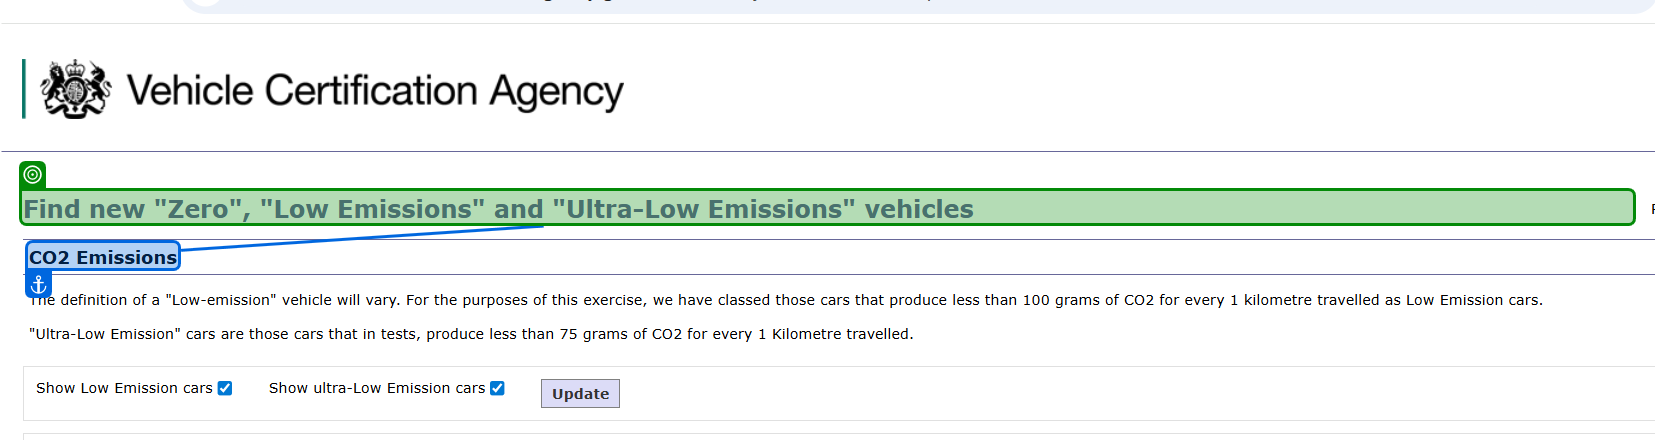 Vehicle Certification Agency
Find new "Zero", "Low Emissions" and "Ultra-Low Emissions" vehicles
CO2 Emissions
The definition of a "Low-emission" vehicle will vary. For the purposes of this exercise, we have classed those cars that produce less than 100 grams of CO2 for every 1 kilometre travelled as Low Emission cars.
"Ultra-Low Emission" cars are those cars that in tests, produce less than 75 grams of CO2 for every 1 Kilometre travelled.
Show Low Emission cars Show ultra-Low Emission cars Update